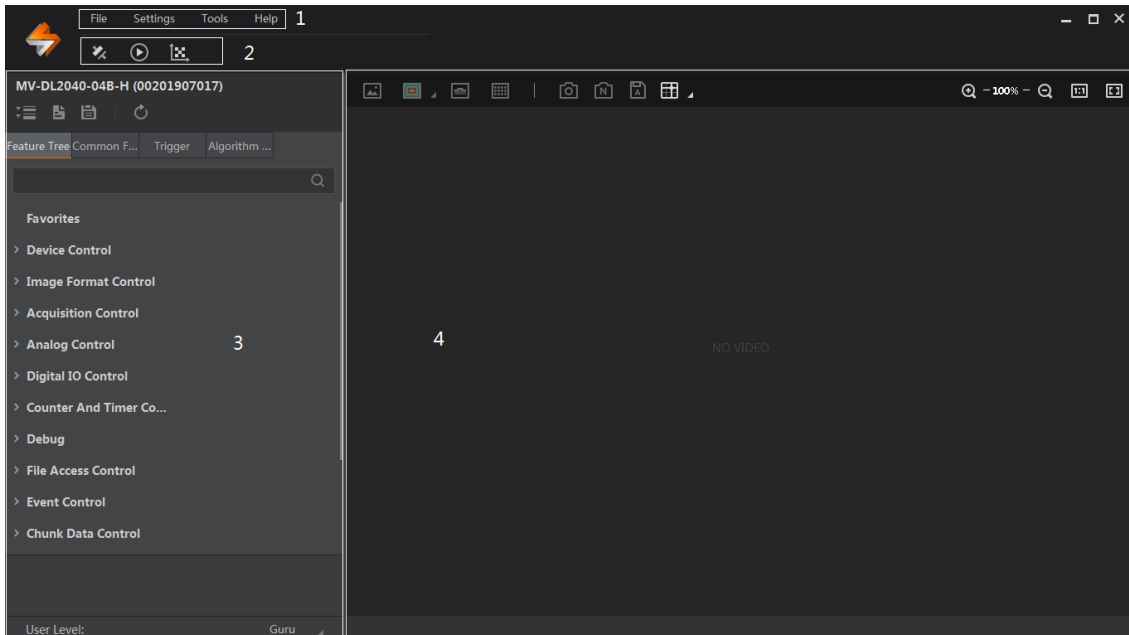 File Settings Tools Help 1
2
MV-DL2040-04B-H (00201907017)
Feature Tree Common F... Trigger Algorithm ...
Favorites
Device Control
Image Format Control
Acquisition Control
Analog Control
Digital IO Control
Counter And Timer Co...
Debug
File Access Control
Event Control
Chunk Data Control
User Level: Guru
3
N A
100% 1:1
4
NO VIDEO